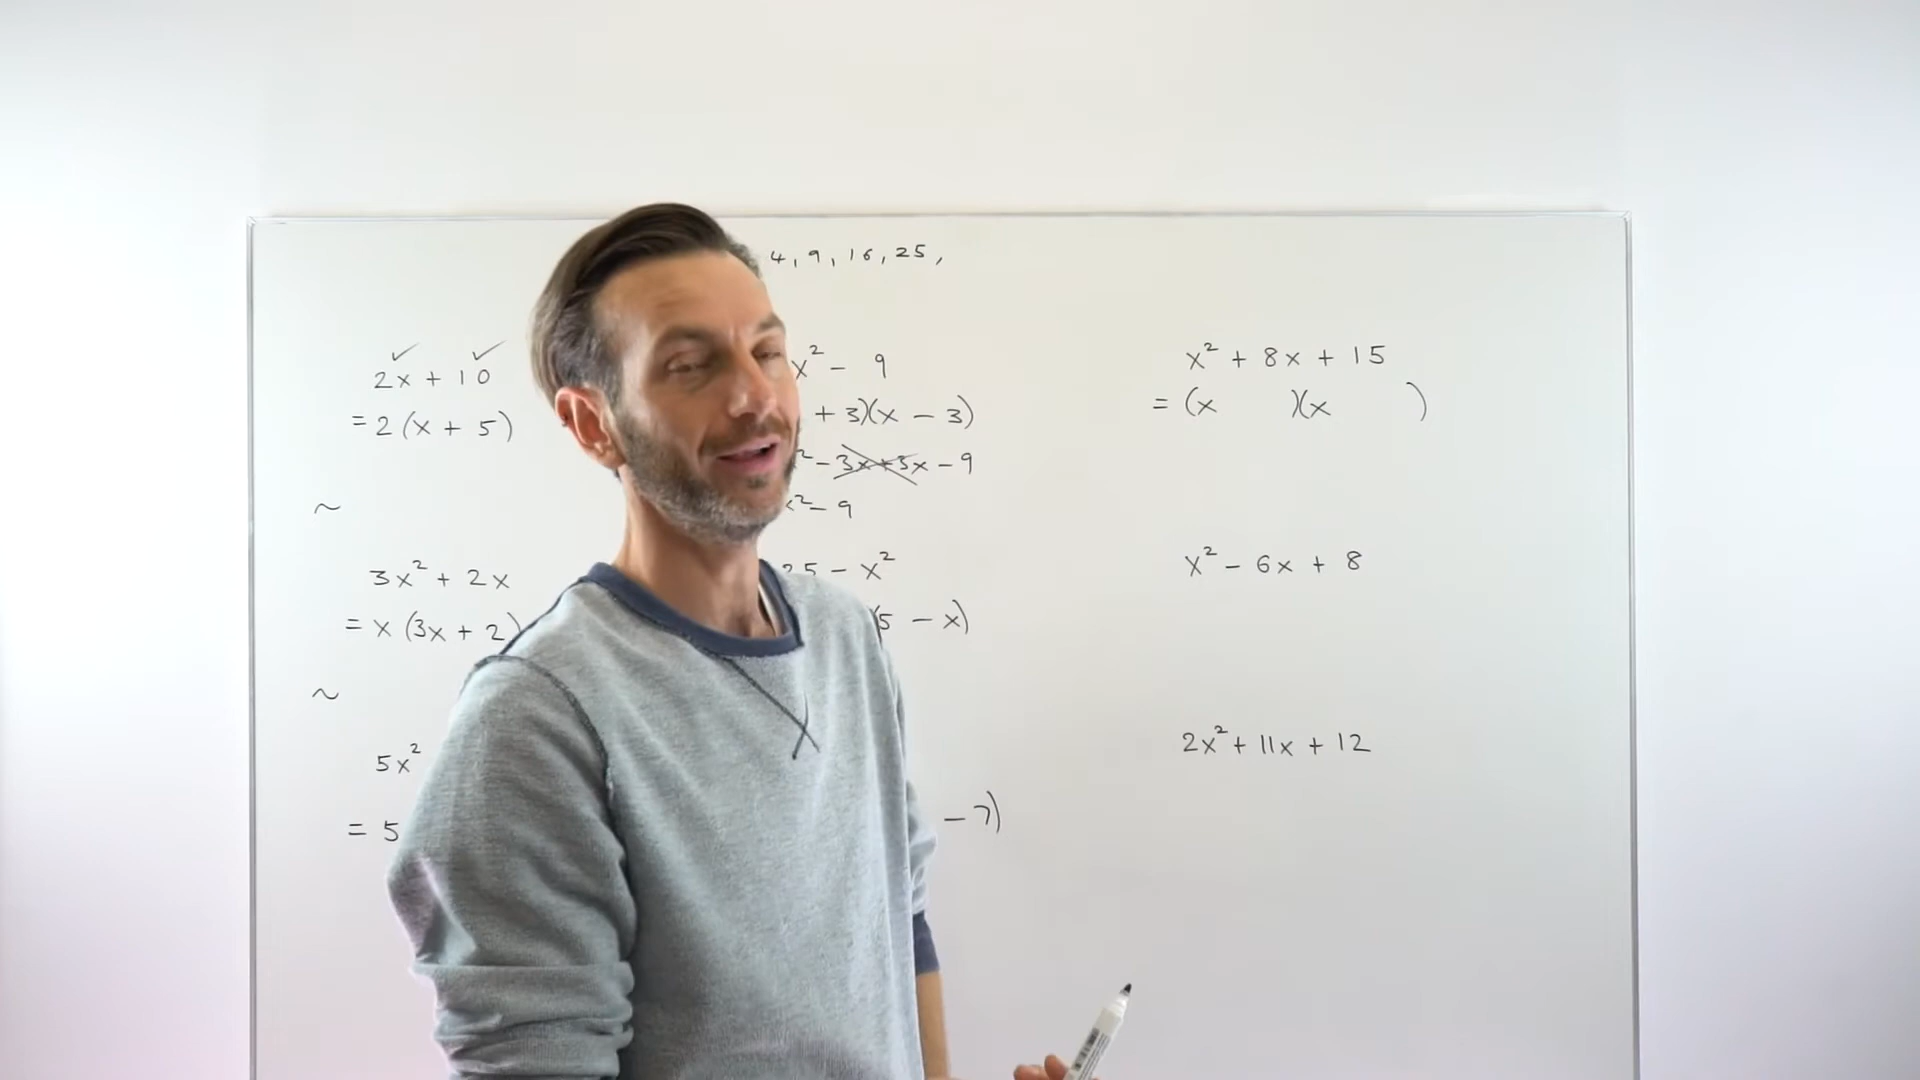 4, 9, 16, 25,
2x + 10
= 2(x + 5)
~
3x² + 2x
= x(3x + 2)
~
5x²
= 5
x² - 9
+ 3)(x - 3)
² - 3x + 3x - 9
x² - 9
25 - x²
(5 - x)
- 7)
x² + 8x + 15
= (x )(x )
x² - 6x + 8
2x² + 11x + 12